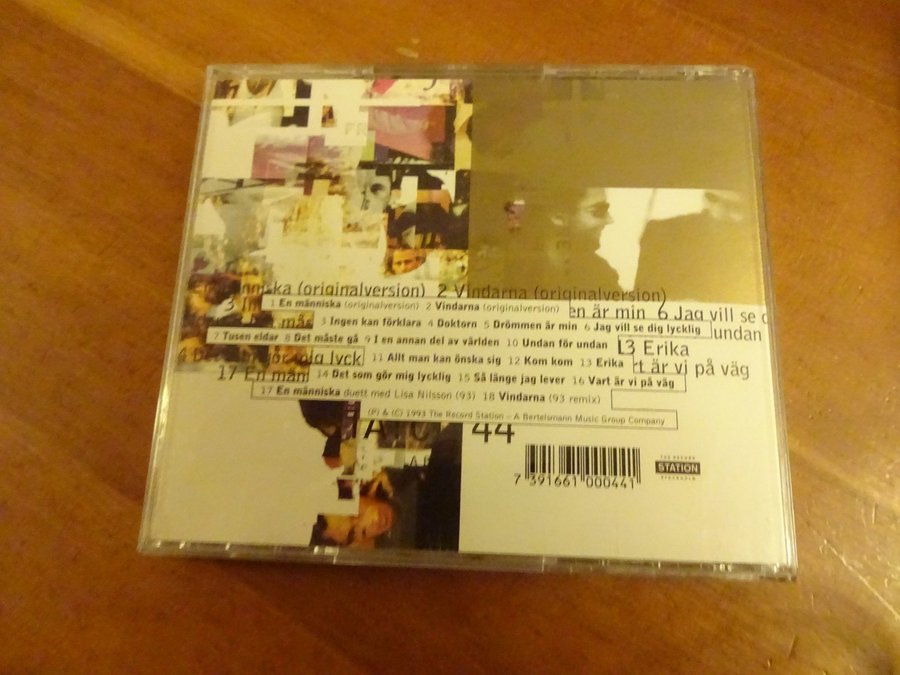 nniska (originalversion) 2 Vindarna (originalversion)
3 In
1 En människa (originalversion) 2 Vindarna (originalversion)
en är min 6 Jag vill se d
3 Ingen kan förklara 4 Doktorn 5 Drömmen är min 6 Jag vill se dig lycklig
undan
7 Tusen eldar 8 Det måste gå 9 I en annan del av världen 10 Undan för undan
13 Erika
11 Allt man kan önska sig 12 Kom kom 13 Erika
rt är vi på väg
17 En män
14 Det som gör mig lycklig 15 Så länge jag lever 16 Vart är vi på väg
17 En människa duett med Lisa Nilsson (93) 18 Vindarna (93 remix)
(P) & (C) 1993 The Record Station – A Bertelsmann Music Group Company
44
7 391661 000441
THE RECORD
STATION
STOCKHOLM